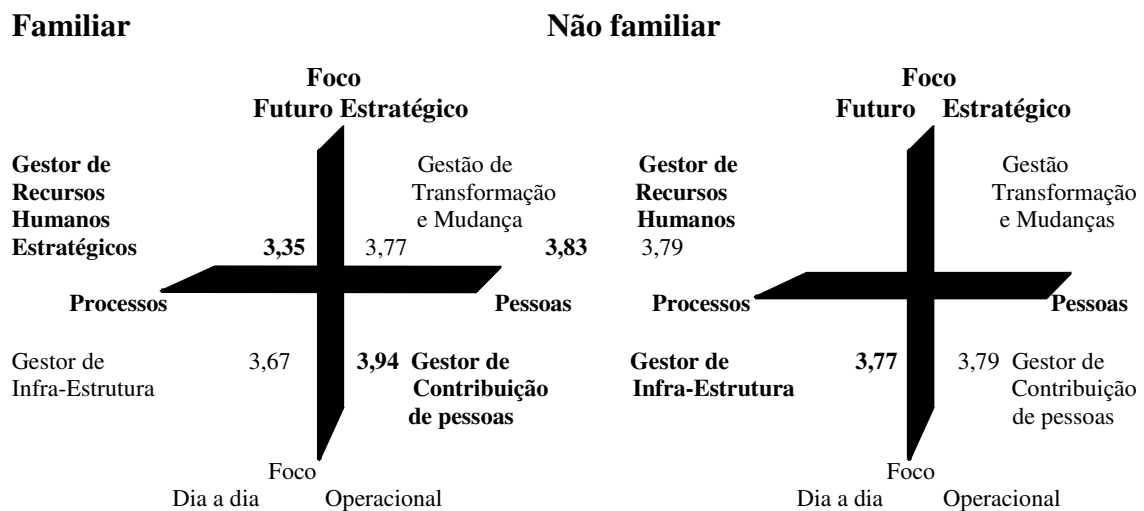 Familiar
Não familiar
Foco
Futuro Estratégico
Gestor de
Recursos
Humanos
Estratégicos
3,35
Gestão de
Transformação
e Mudança
3,77
Processos
Pessoas
Gestor de
Infra-Estrutura
3,67
3,94 Gestor de
Contribuição
de pessoas
Foco
Dia a dia Operacional
Foco
Futuro Estratégico
Gestor de
Recursos
Humanos
3,83
3,79
Gestão
Transformação
e Mudanças
Processos
Pessoas
Gestor de
Infra-Estrutura
3,77
3,79 Gestor de
Contribuição
de pessoas
Foco
Dia a dia Operacional